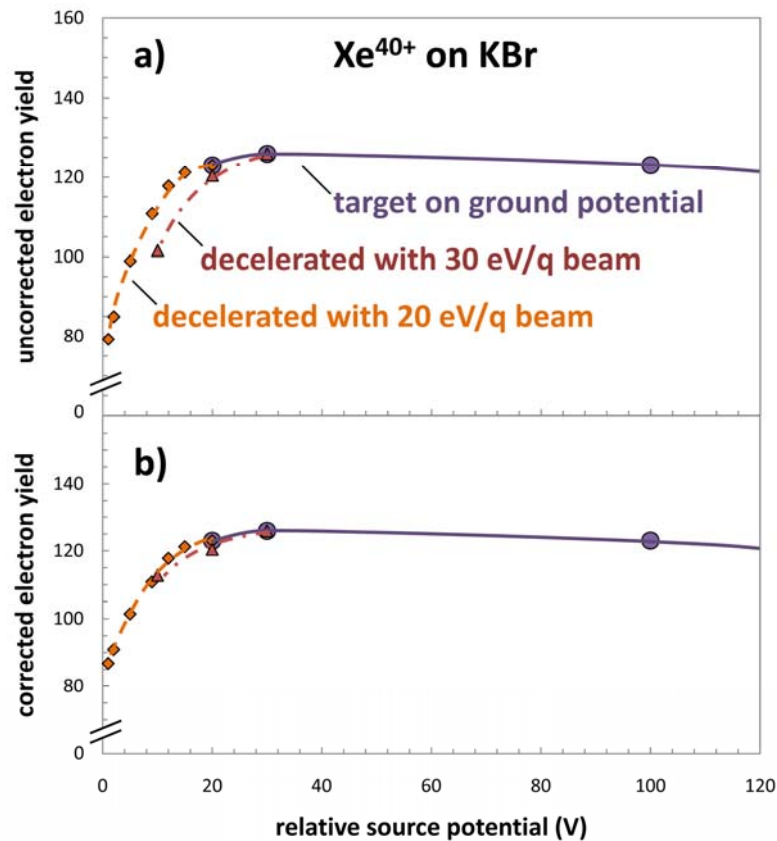 160
a)
Xe40+ on KBr
140
120
target on ground potential
100
decelerated with 30 eV/q beam
decelerated with 20 eV/q beam
80
0
uncorrected electron yield
b)
140
120
100
80
0
corrected electron yield
0 20 40 60 80 100 120
relative source potential (V)